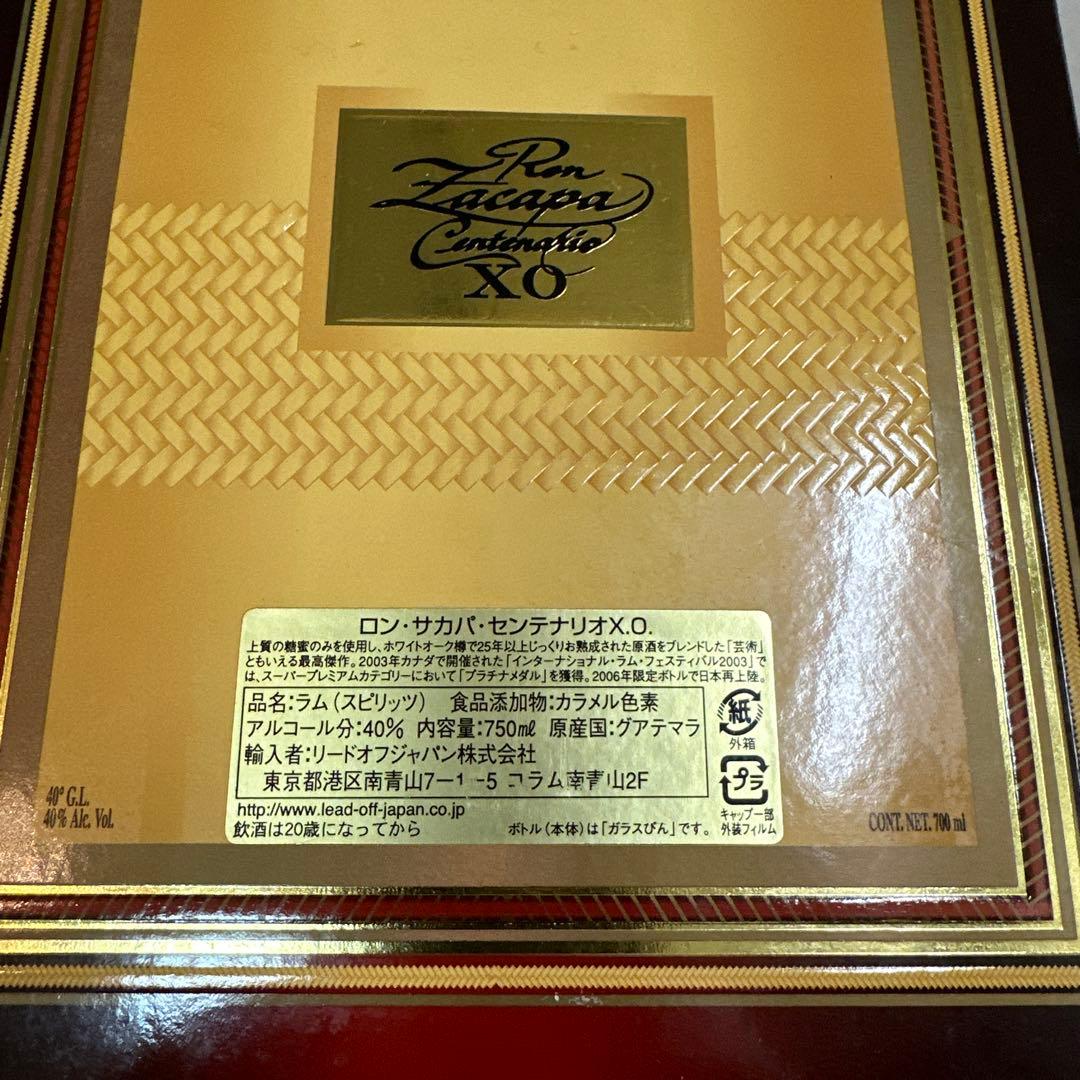 Ron
Zacapa
Centenario
XO
ロン・サカパ・センテナリオX.O.
上質の糖蜜のみを使用し、ホワイトオーク樽で25年以上じっくりお熟成された原酒をブレンドした「芸術」
ともいえる最高傑作。2003年カナダで開催された「インターナショナル・ラム・フェスティバル2003」で
は、スーパープレミアムカテゴリーにおいて「プラチナメダル」を獲得。2006年限定ボトルで日本再上陸。
品名:ラム(スピリッツ) 食品添加物:カラメル色素
アルコール分:40% 内容量:750㎖ 原産国:グアテマラ
輸入者:リードオフジャパン株式会社
東京都港区南青山7-1-5 コラム南青山2F
http://www.lead-off-japan.co.jp
飲酒は20歳になってから ボトル(本体)は「ガラスびん」です。
紙
外箱
プラ
キャップ一部
外装フィルム
40° G.L.
40% Alc. Vol.
CONT. NET. 700 ml